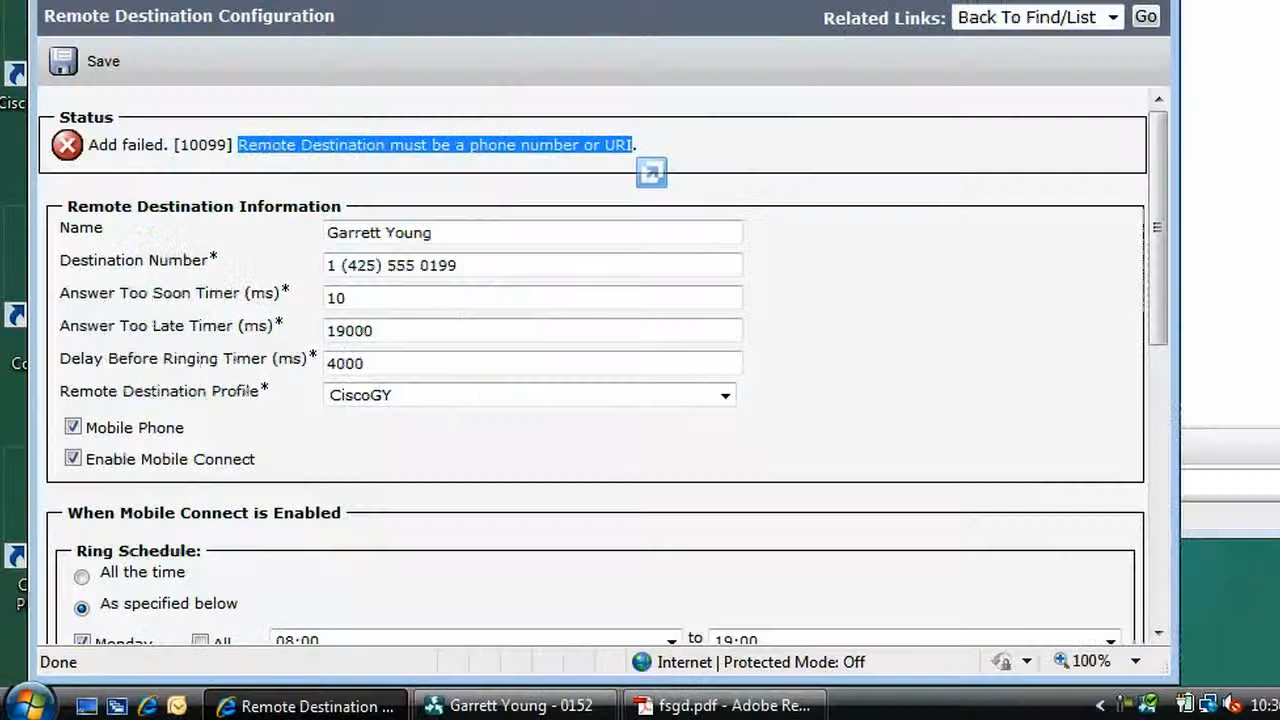 Remote Destination Configuration
Related Links: Back To Find/List Go
Save
Status
Add failed. [10099] Remote Destination must be a phone number or URI.
Remote Destination Information
Name Garrett Young
Destination Number* 1 (425) 555 0199
Answer Too Soon Timer (ms)* 10
Answer Too Late Timer (ms)* 19000
Delay Before Ringing Timer (ms)* 4000
Remote Destination Profile* CiscoGY
Mobile Phone
Enable Mobile Connect
When Mobile Connect is Enabled
Ring Schedule:
All the time
As specified below
Monday All 08:00 to 19:00
Done Internet | Protected Mode: Off 100%
Remote Destination ... Garrett Young - 0152 fsgd.pdf - Adobe Re...